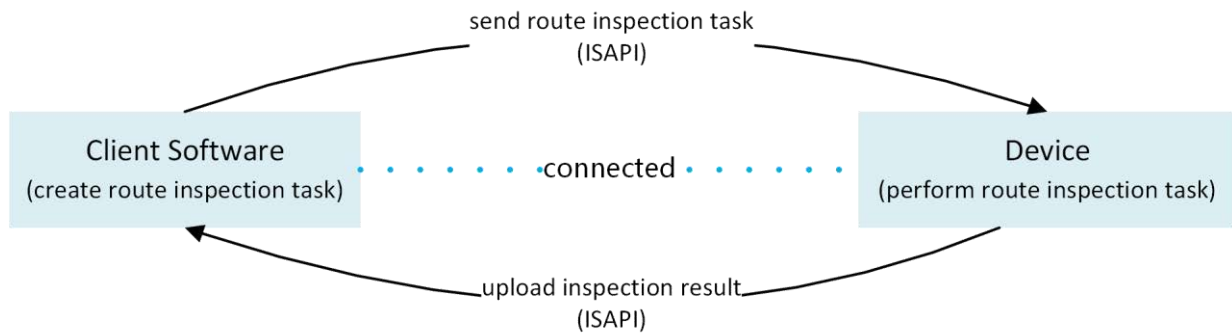 send route inspection task
(ISAPI)
Client Software
(create route inspection task)
connected
Device
(perform route inspection task)
upload inspection result
(ISAPI)